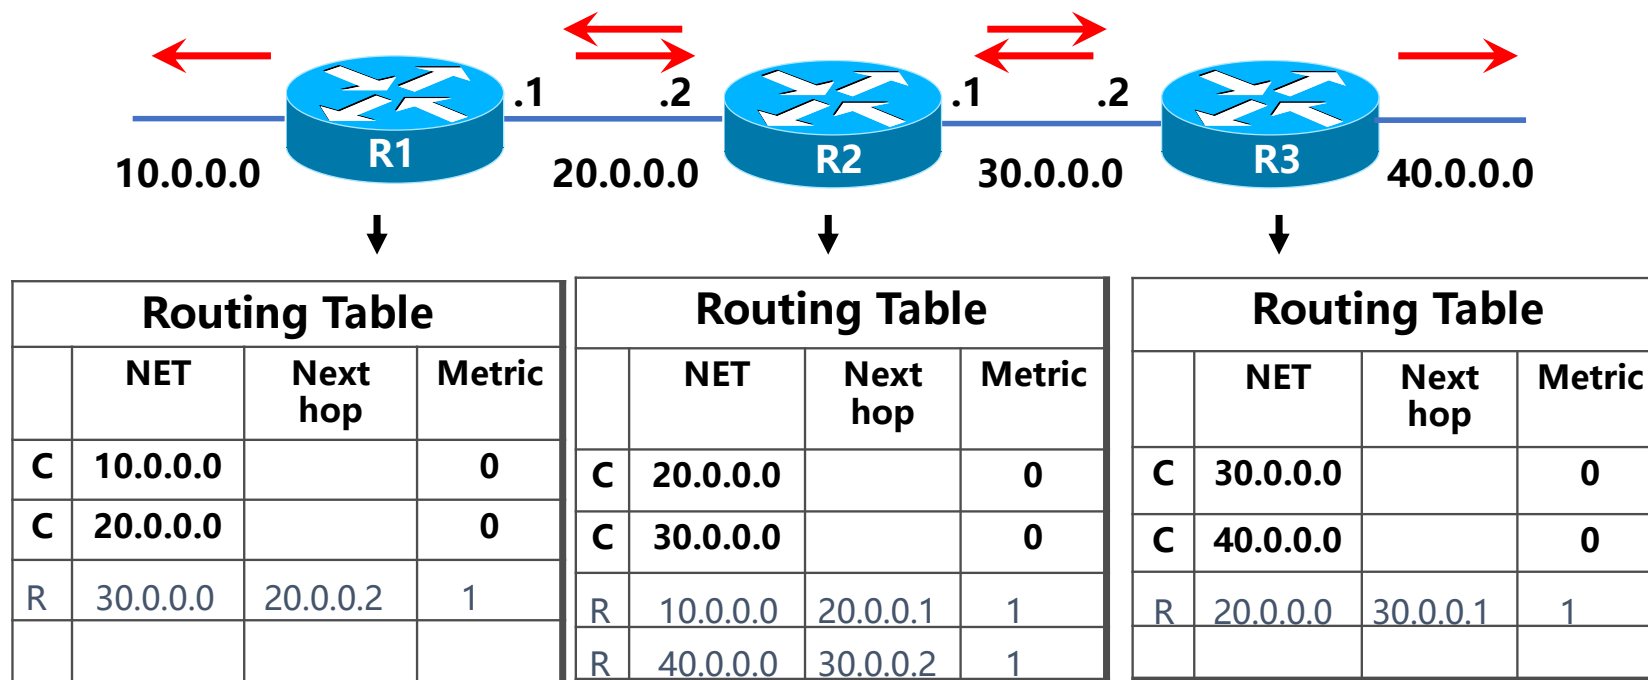 .1 .2 .1 .2
R1 R2 R3
10.0.0.0 20.0.0.0 30.0.0.0 40.0.0.0
Routing Table
NET Next hop Metric
C 10.0.0.0 0
C 20.0.0.0 0
R 30.0.0.0 20.0.0.2 1
Routing Table
NET Next hop Metric
C 20.0.0.0 0
C 30.0.0.0 0
R 10.0.0.0 20.0.0.1 1
R 40.0.0.0 30.0.0.2 1
Routing Table
NET Next hop Metric
C 30.0.0.0 0
C 40.0.0.0 0
R 20.0.0.0 30.0.0.1 1